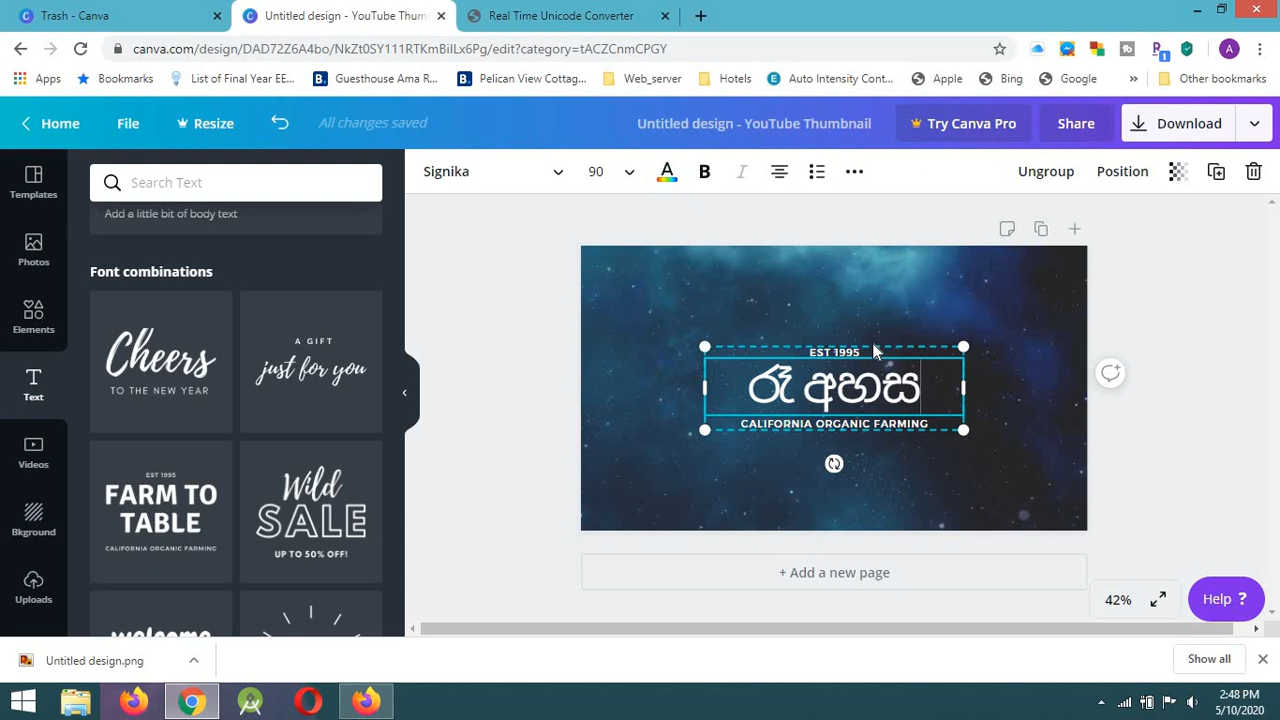 Trash - Canva
Untitled design - YouTube Thum
Real Time Unicode Converter
canva.com/design/DAD72Z6A4bo/NkZt0SY111RTKmBiILx6Pg/edit?category=tACZCnmCPGY
A
Apps
Bookmarks
List of Final Year EE...
Guesthouse Ama R...
Pelican View Cottag...
Web_server
Hotels
Auto Intensity Cont...
Apple
Bing
Google
Other bookmarks
Home
File
Resize
All changes saved
Untitled design - YouTube Thumbnail
Try Canva Pro
Share
Download
Templates
Photos
Elements
Text
Videos
Bkground
Uploads
Search Text
Add a little bit of body text
Font combinations
Cheers
TO THE NEW YEAR
A GIFT
just for you
EST 1995
FARM TO
TABLE
CALIFORNIA ORGANIC FARMING
Wild
SALE
UP TO 50% OFF!
welcome
Signika
90
A
B
I
Ungroup
Position
EST 1995
රෑ අහස
CALIFORNIA ORGANIC FARMING
+ Add a new page
42%
Help ?
Untitled design.png
Show all
2:48 PM
5/10/2020